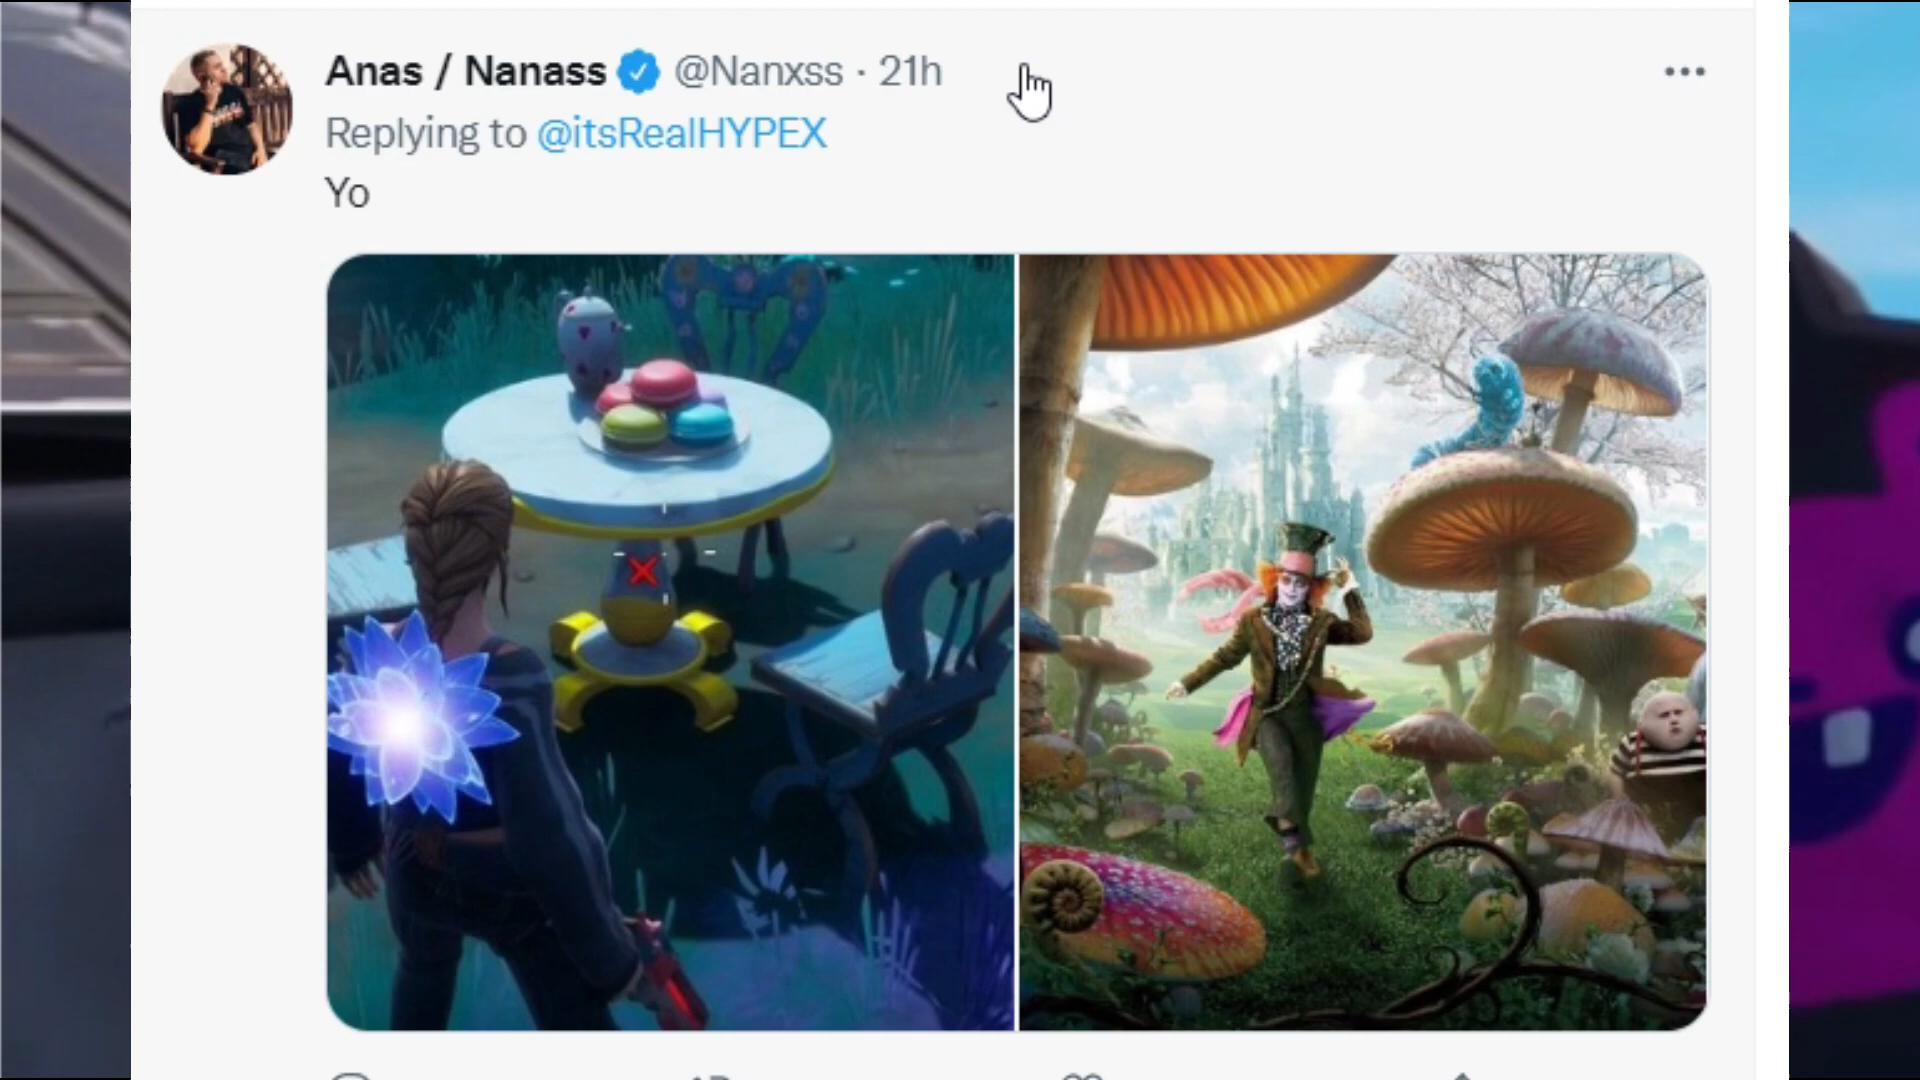 Anas / Nanass @Nanxss · 21h
Replying to @itsRealHYPEX
Yo